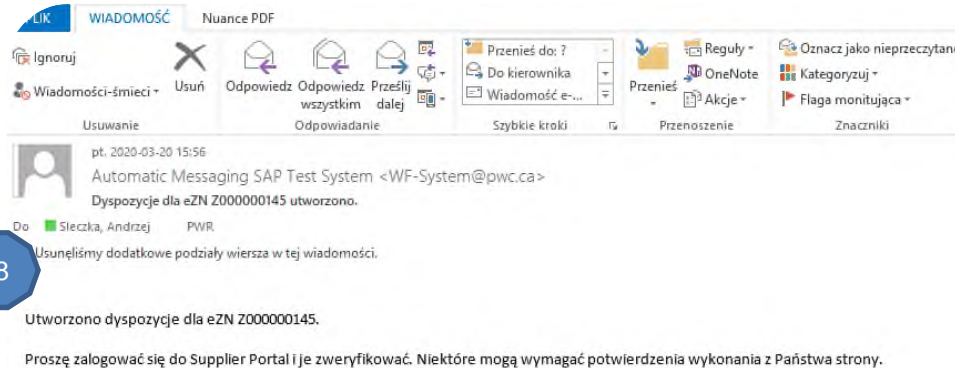 WIADOMOŚĆ Nuance PDF
Ignoruj
Wiadomości-śmieci
Usuń
Odpowiedz
Odpowiedz wszystkim
Prześlij dalej
Przenieś do: ?
Do kierownika
Wiadomość e-...
Przenieś
Reguły
OneNote
Akcje
Oznacz jako nieprzeczytane
Kategoryzuj
Flaga monitująca
Usuwanie Odpowiadanie Szybkie kroki Przenoszenie Znaczniki
pt. 2020-03-20 15:56
Automatic Messaging SAP Test System <WF-System@pwc.ca>
Dyspozycje dla eZN Z000000145 utworzono.
Do Sleczka, Andrzej PWR
Usunęliśmy dodatkowe podziały wiersza w tej wiadomości.
Utworzono dyspozycje dla eZN Z000000145.
Proszę zalogować się do Supplier Portal i je zweryfikować. Niektóre mogą wymagać potwierdzenia wykonania z Państwa strony.